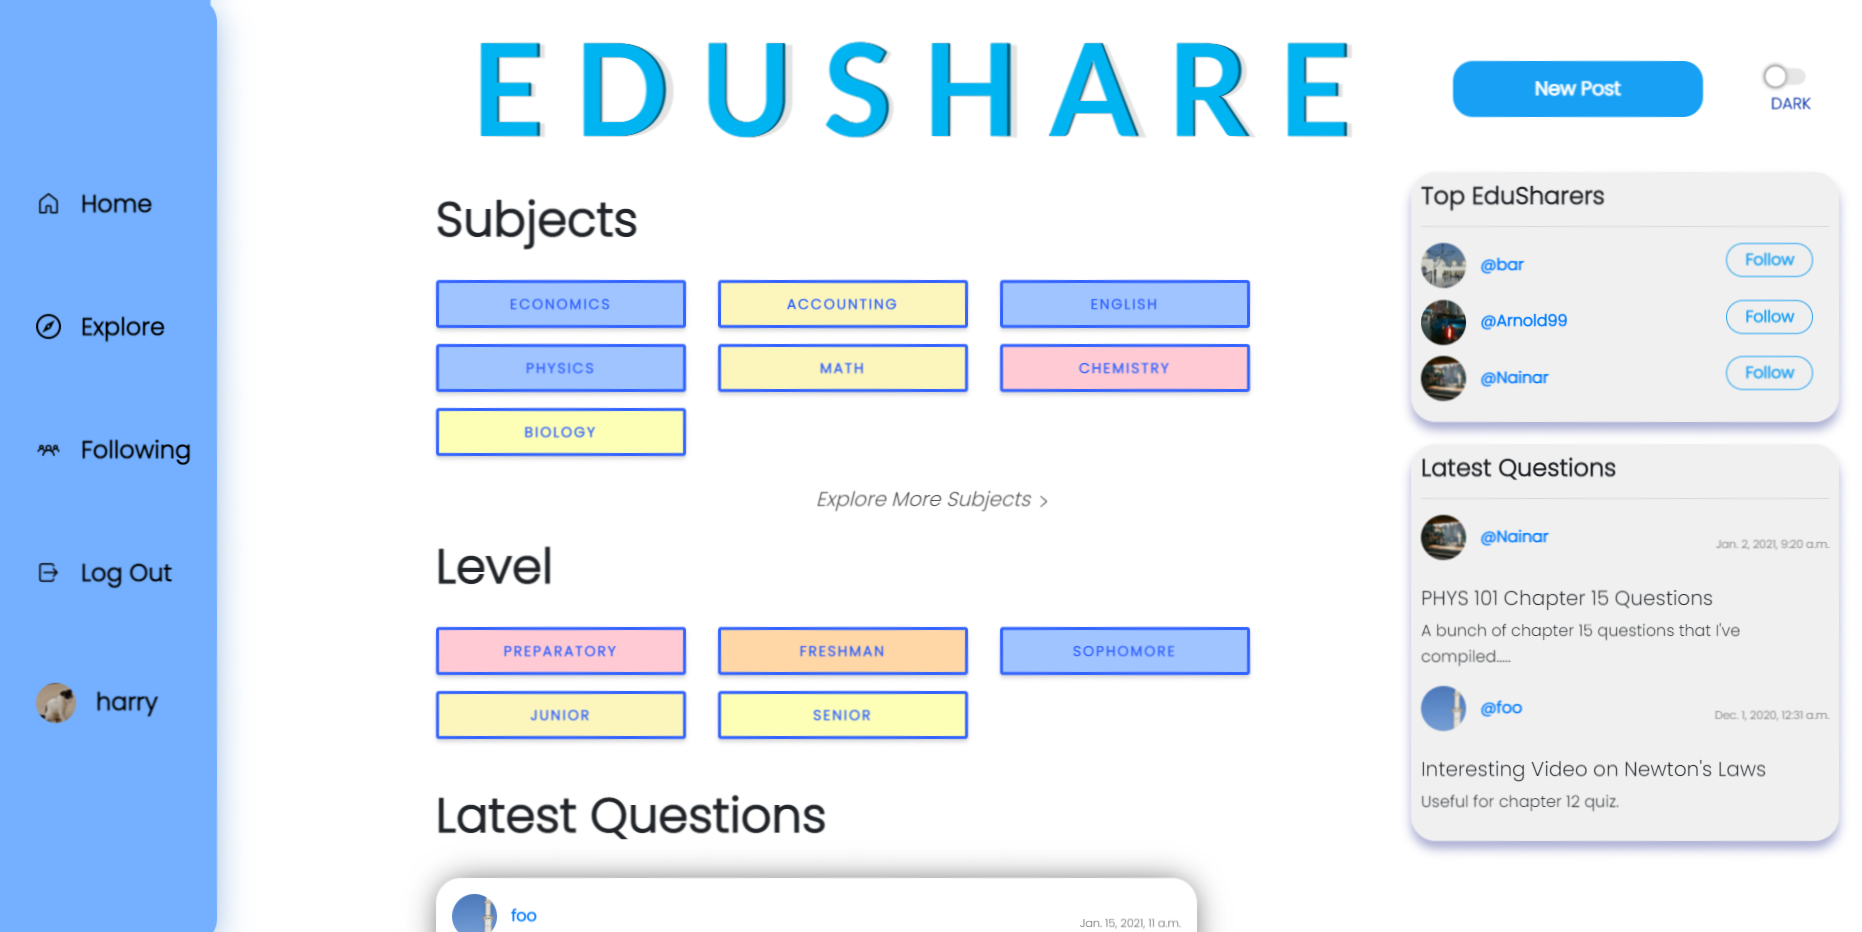 EDUSHARE
New Post
DARK
Home
Explore
Following
Log Out
harry
Subjects
ECONOMICS
ACCOUNTING
ENGLISH
PHYSICS
MATH
CHEMISTRY
BIOLOGY
Explore More Subjects >
Level
PREPARATORY
FRESHMAN
SOPHOMORE
JUNIOR
SENIOR
Latest Questions
foo
Jan. 15, 2021, 11 a.m.
Top EduSharers
@bar
Follow
@Arnold99
Follow
@Nainar
Follow
Latest Questions
@Nainar
Jan. 2, 2021, 9:20 a.m.
PHYS 101 Chapter 15 Questions
A bunch of chapter 15 questions that I've
compiled.....
@foo
Dec. 1, 2020, 12:31 a.m.
Interesting Video on Newton's Laws
Useful for chapter 12 quiz.